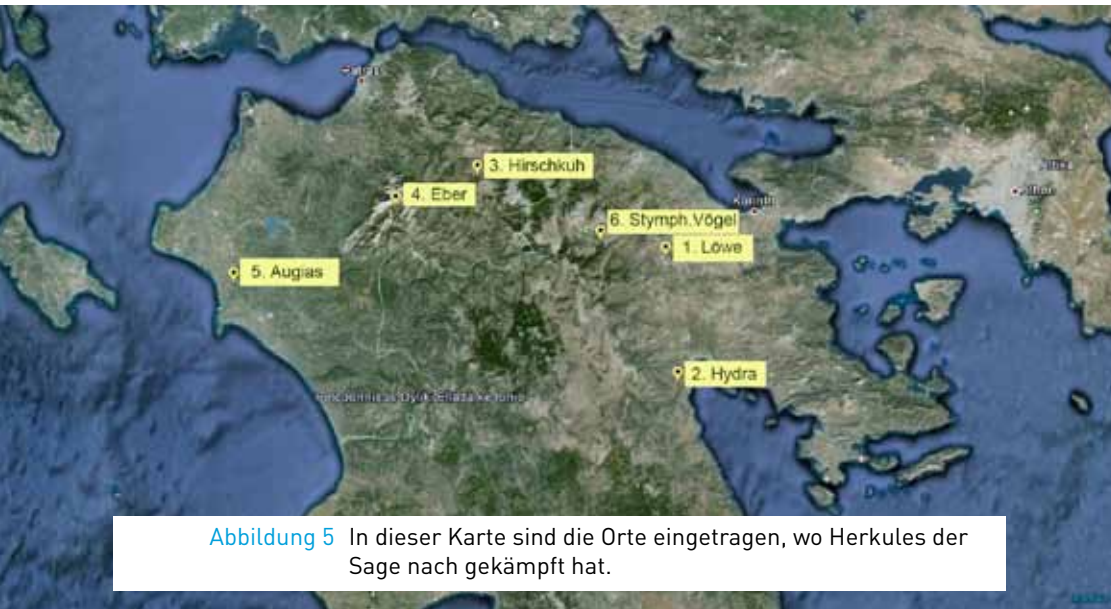 3. Hirschkuh
4. Eber
6. Stymph.Vögel
Korinth
1. Löwe
5. Augias
2. Hydra
Abbildung 5 In dieser Karte sind die Orte eingetragen, wo Herkules der
Sage nach gekämpft hat.